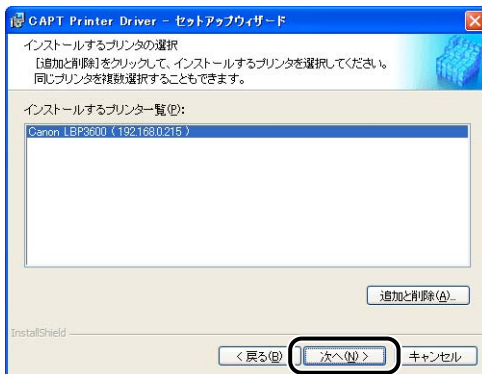 CAPT Printer Driver - セットアップウィザード
インストールするプリンタの選択
[追加と削除]をクリックして、インストールするプリンタを選択してください。
同じプリンタを複数選択することもできます。
インストールするプリンター覧(P):
Canon LBP3600 ( 192.168.0.215 )
追加と削除(A)...
InstallShield
< 戻る(B)
次へ(N) >
キャンセル